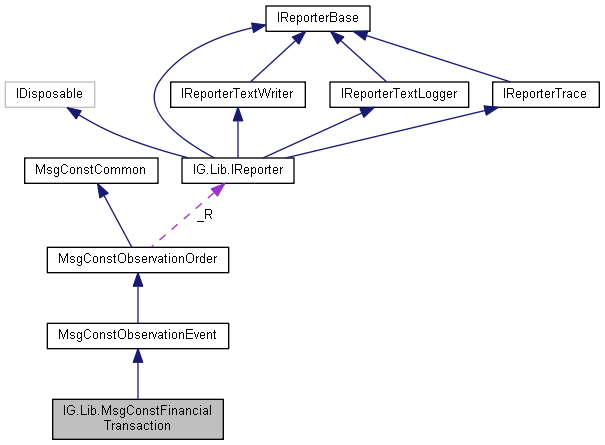 IReporterBase
IDisposable
IReporterTextWriter
IReporterTextLogger
IReporterTrace
MsgConstCommon
IG.Lib.IReporter
_R
MsgConstObservationOrder
MsgConstObservationEvent
IG.Lib.MsgConstFinancial
Transaction